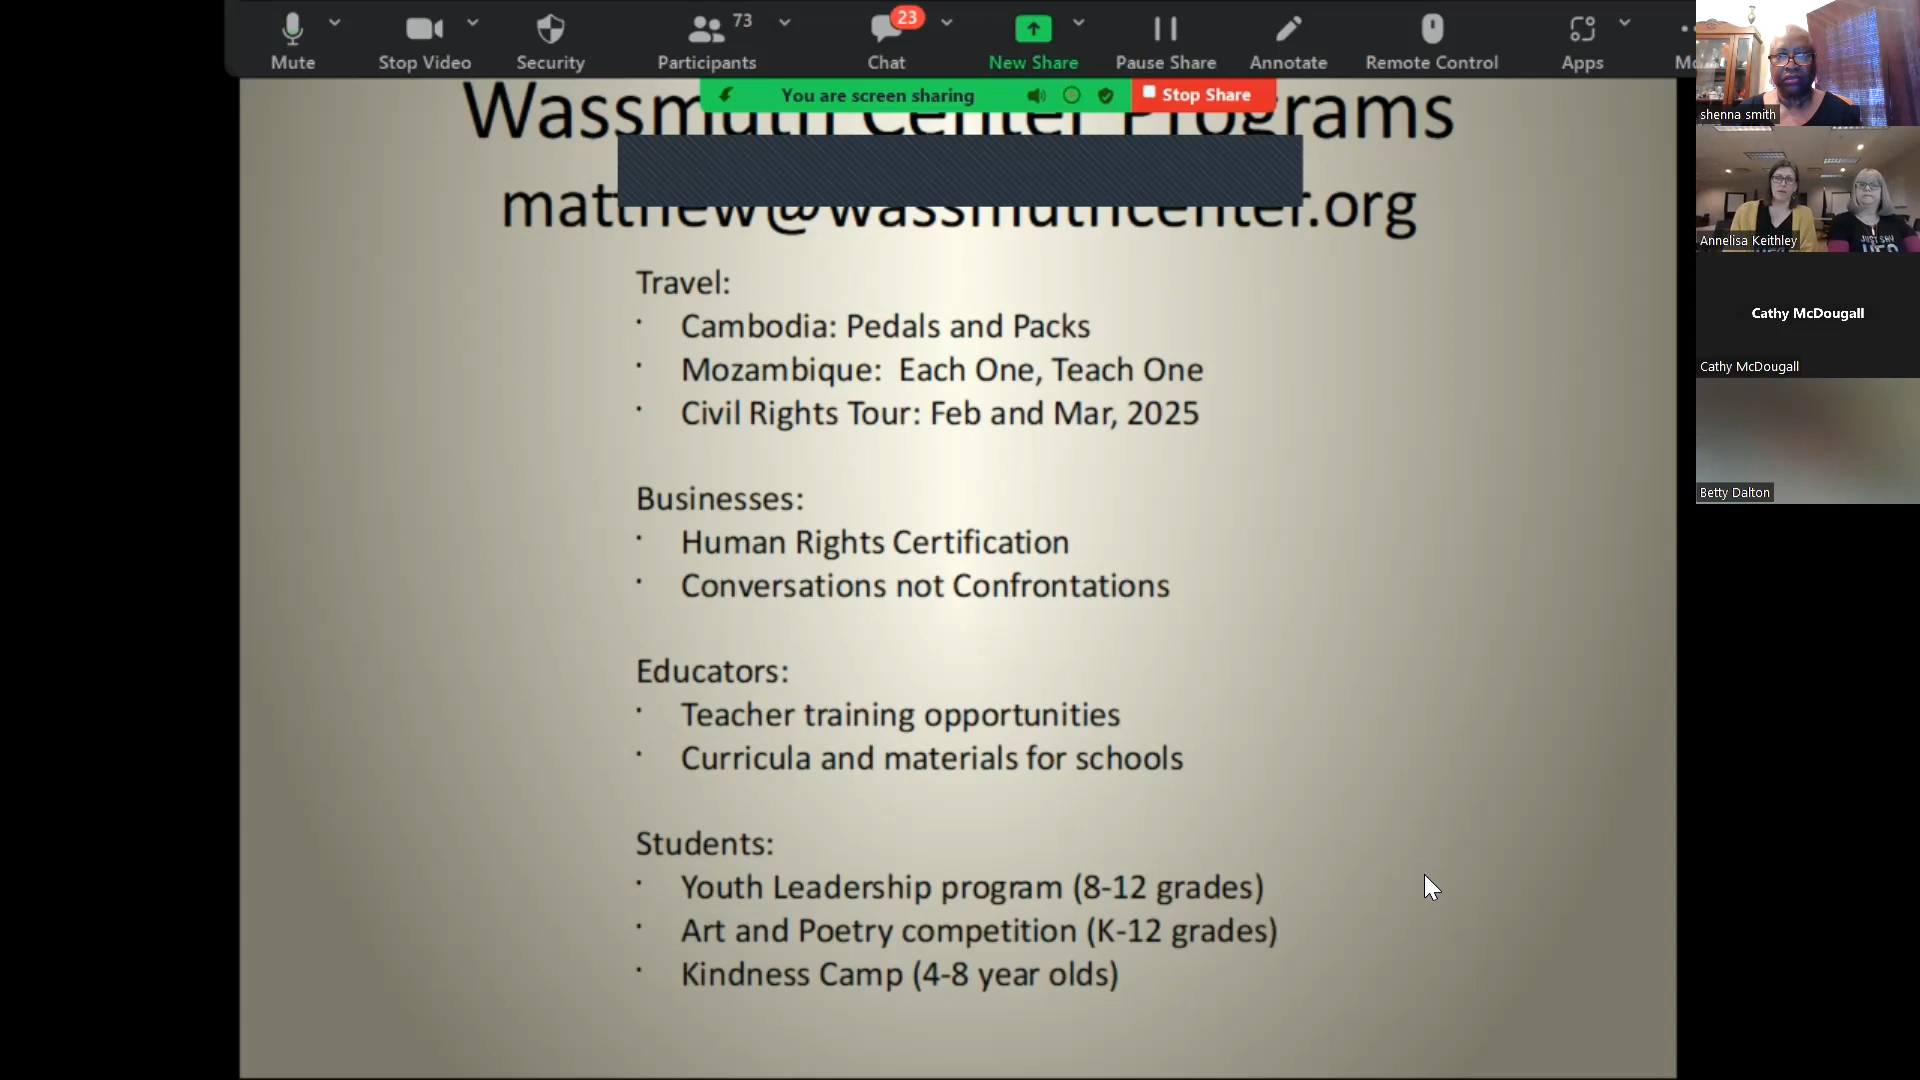 Mute
Stop Video
Security
73
Participants
23
Chat
New Share
Pause Share
Annotate
Remote Control
Apps
You are screen sharing
Stop Share
Wassmuth Center Programs
matthew@wassmuthcenter.org
Travel:
· Cambodia: Pedals and Packs
· Mozambique: Each One, Teach One
· Civil Rights Tour: Feb and Mar, 2025
Businesses:
· Human Rights Certification
· Conversations not Confrontations
Educators:
· Teacher training opportunities
· Curricula and materials for schools
Students:
· Youth Leadership program (8-12 grades)
· Art and Poetry competition (K-12 grades)
· Kindness Camp (4-8 year olds)
shenna smith
JUST SAY
Annelisa Keithley
Cathy McDougall
Cathy McDougall
Betty Dalton